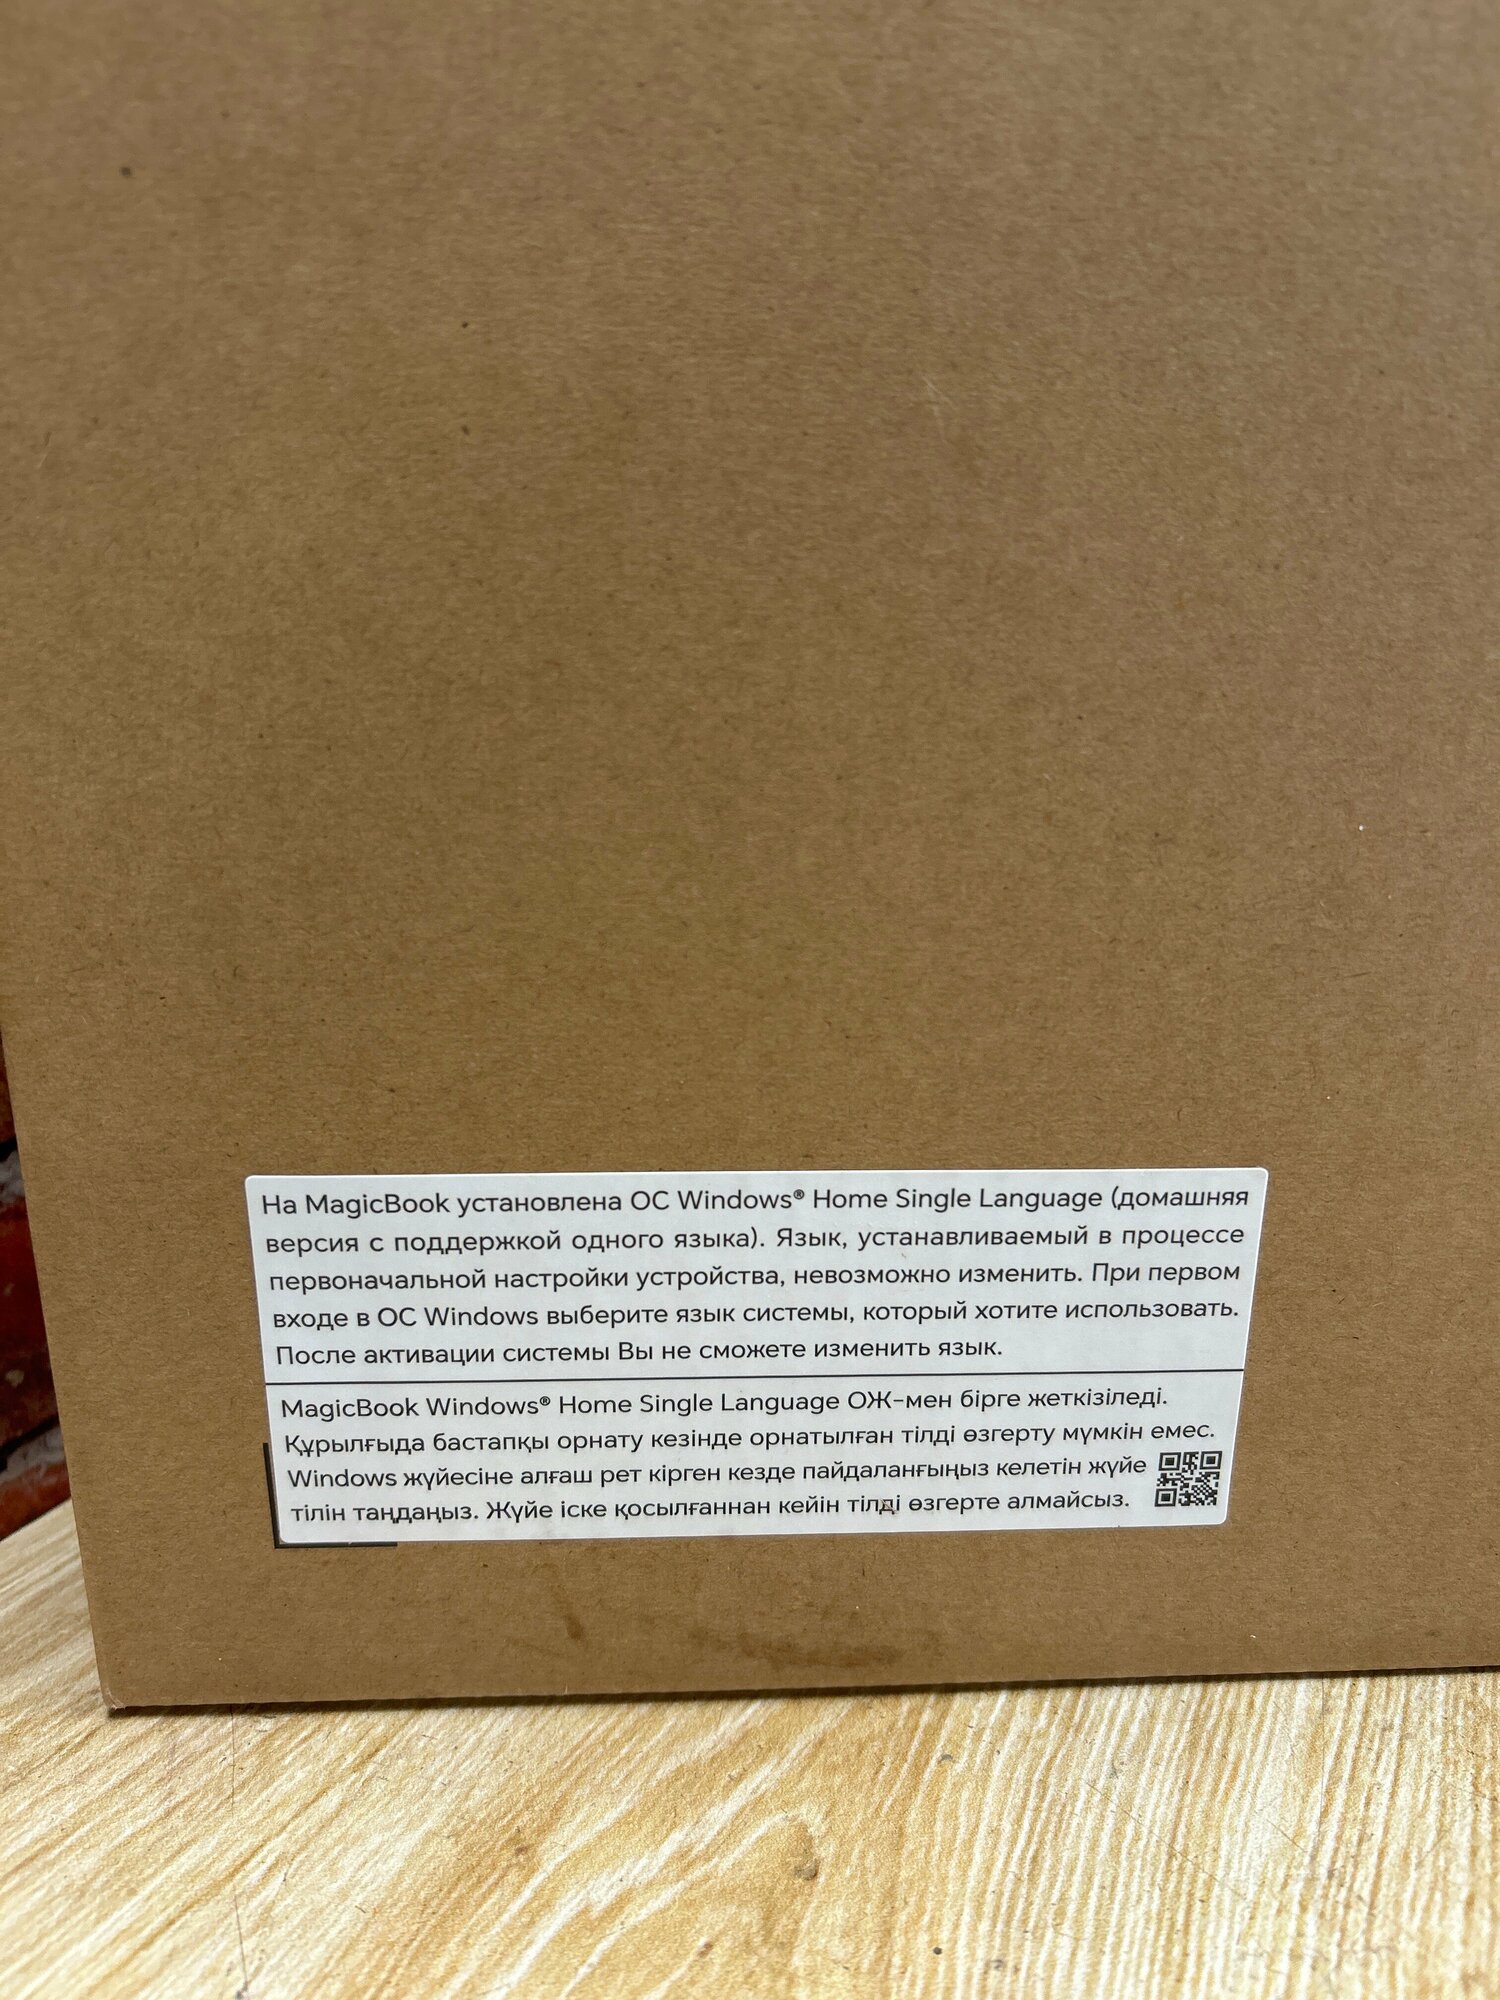 На MagicBook установлена ОС Windows® Home Single Language (домашняя
версия с поддержкой одного языка). Язык, устанавливаемый в процессе
первоначальной настройки устройства, невозможно изменить. При первом
входе в ОС Windows выберите язык системы, который хотите использовать.
После активации системы Вы не сможете изменить язык.
MagicBook Windows® Home Single Language ОЖ-мен бірге жеткізіледі.
Құрылғыда бастапқы орнату кезінде орнатылған тілді өзгерту мүмкін емес.
Windows жүйесіне алғаш рет кірген кезде пайдаланғыңыз келетін жүйе
тілін таңдаңыз. Жүйе іске қосылғаннан кейін тілді өзгерте алмайсыз.